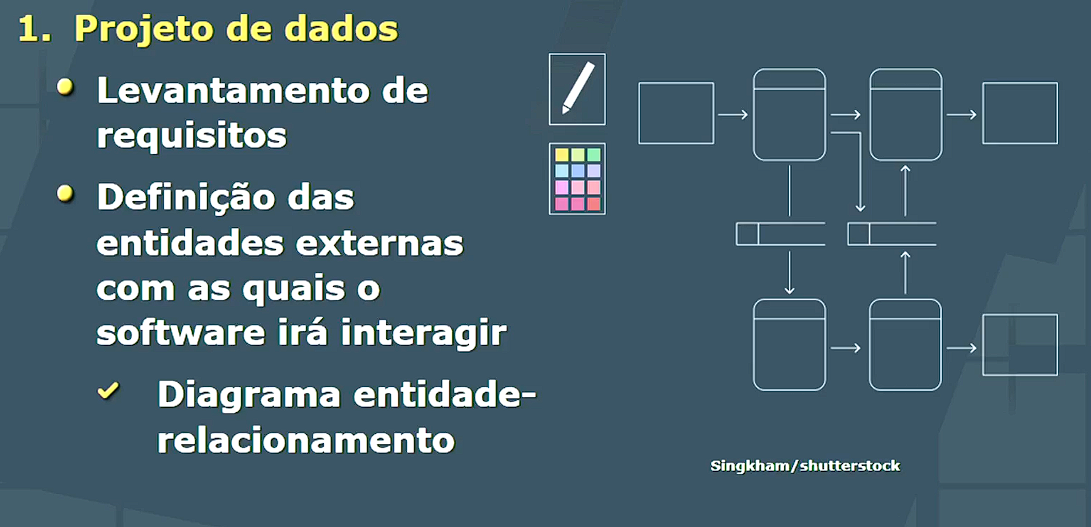 1. Projeto de dados
Levantamento de
requisitos
Definição das
entidades externas
com as quais o
software irá interagir
Diagrama entidade-
relacionamento
Singkham/shutterstock